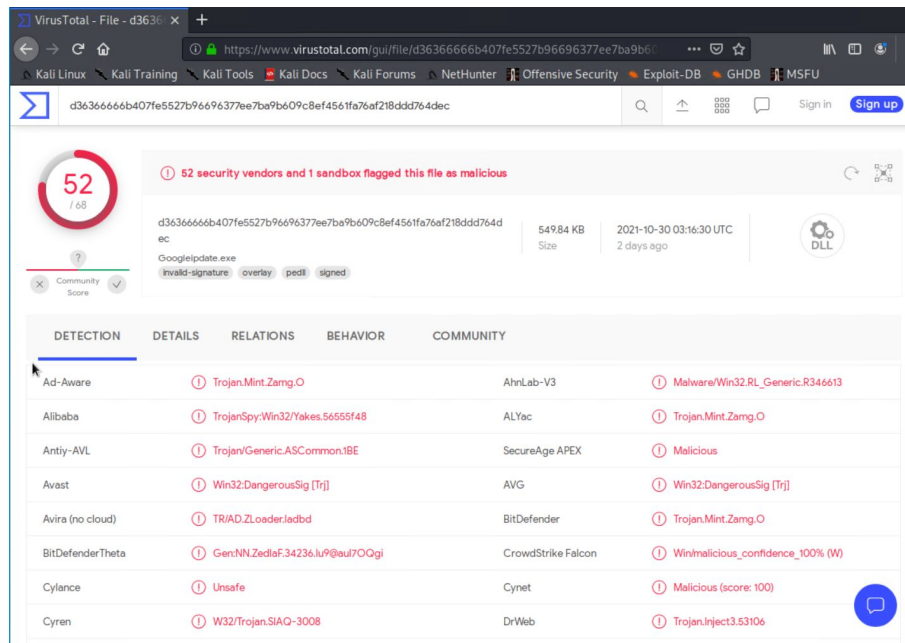 VirusTotal - File - d3636
https://www.virustotal.com/gui/file/d36366666b407fe5527b96696377ee7ba9b60
Kali Linux Kali Training Kali Tools Kali Docs Kali Forums NetHunter Offensive Security Exploit-DB GHDB MSFU
d36366666b407fe5527b96696377ee7ba9b609c8ef4561fa76af218ddd764dec
Sign in Sign up
52
/ 68
52 security vendors and 1 sandbox flagged this file as malicious
d36366666b407fe5527b96696377ee7ba9b609c8ef4561fa76af218ddd764d
ec
Googleipdate.exe
invalid-signature overlay pedll signed
549.84 KB
Size
2021-10-30 03:16:30 UTC
2 days ago
DLL
?
Community
Score
DETECTION DETAILS RELATIONS BEHAVIOR COMMUNITY
Ad-Aware Trojan.Mint.Zamg.O AhnLab-V3 Malware/Win32.RL_Generic.R346613
Alibaba TrojanSpy:Win32/Yakes.56555f48 ALYac Trojan.Mint.Zamg.O
Antiy-AVL Trojan/Generic.ASCommon.1BE SecureAge APEX Malicious
Avast Win32:DangerousSig [Trj] AVG Win32:DangerousSig [Trj]
Avira (no cloud) TR/AD.ZLoader.ladbd BitDefender Trojan.Mint.Zamg.O
BitDefenderTheta Gen:NN.ZedlaF.34236.Iu9@aul7OQgi CrowdStrike Falcon Win/malicious_confidence_100% (W)
Cylance Unsafe Cynet Malicious (score: 100)
Cyren W32/Trojan.SIAQ-3008 DrWeb Trojan.Inject3.53106